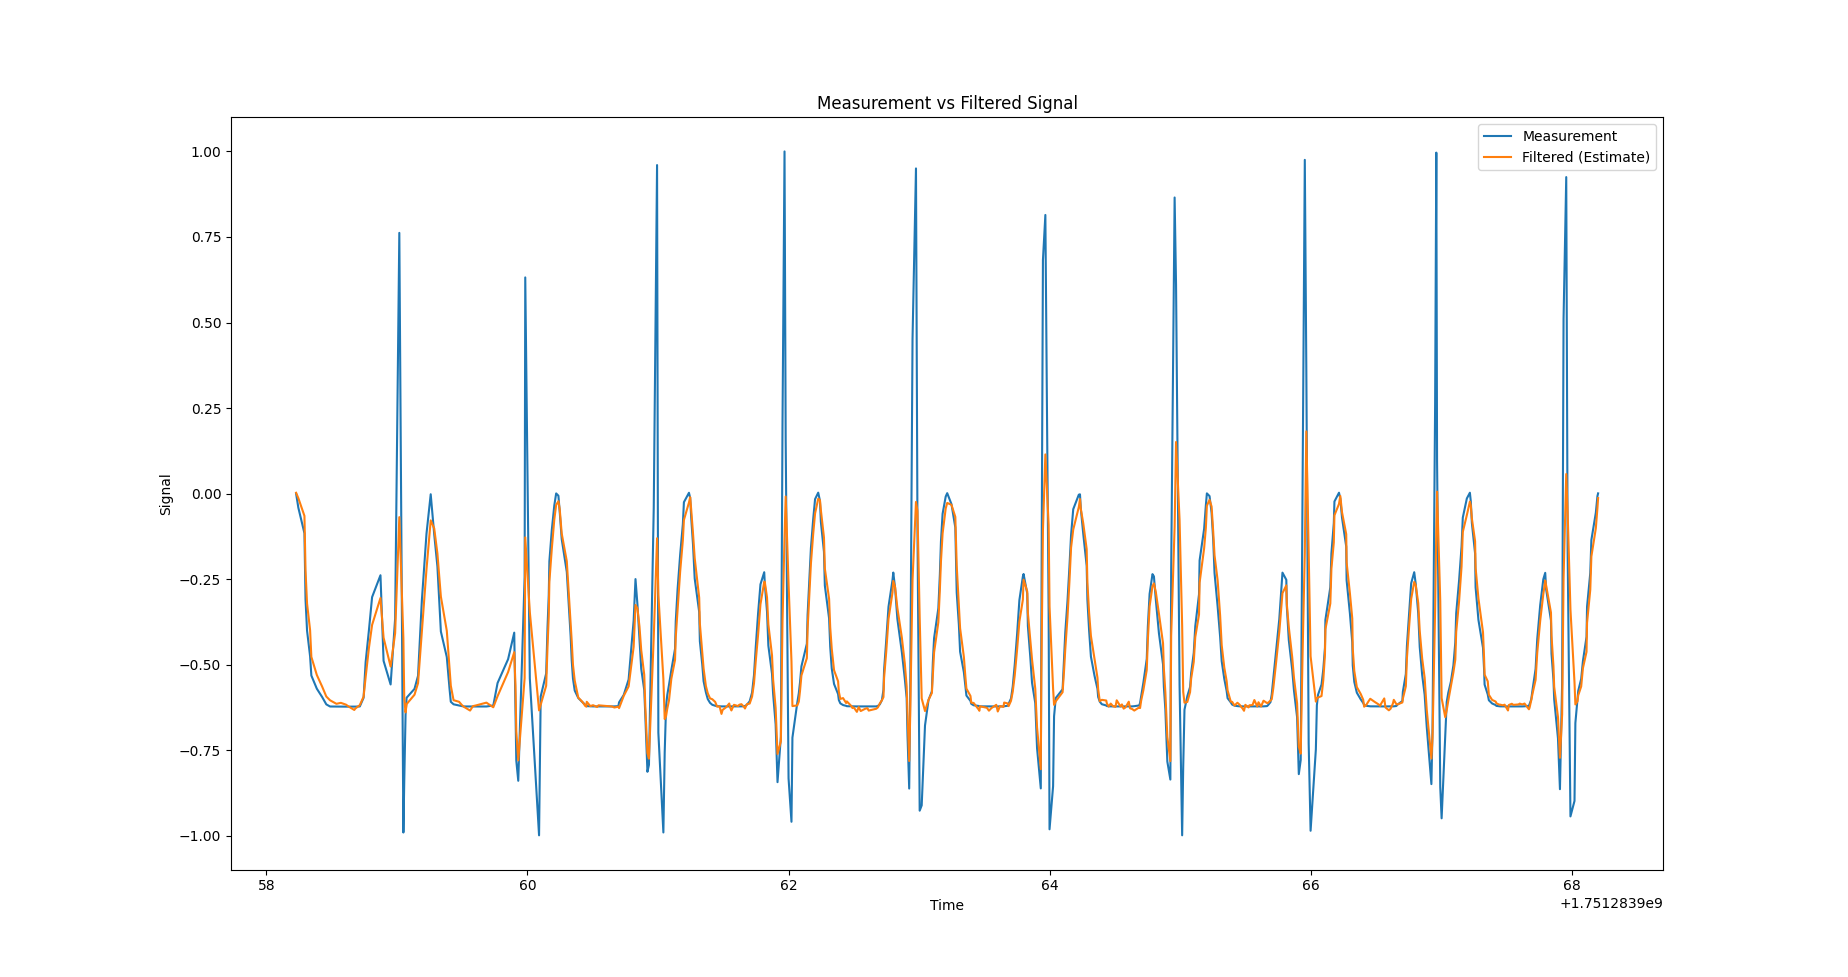 Measurement vs Filtered Signal
Measurement
Filtered (Estimate)
1.00
0.75
0.50
0.25
0.00
−0.25
−0.50
−0.75
−1.00
Signal
58 60 62 64 66 68
Time
+1.7512839e9